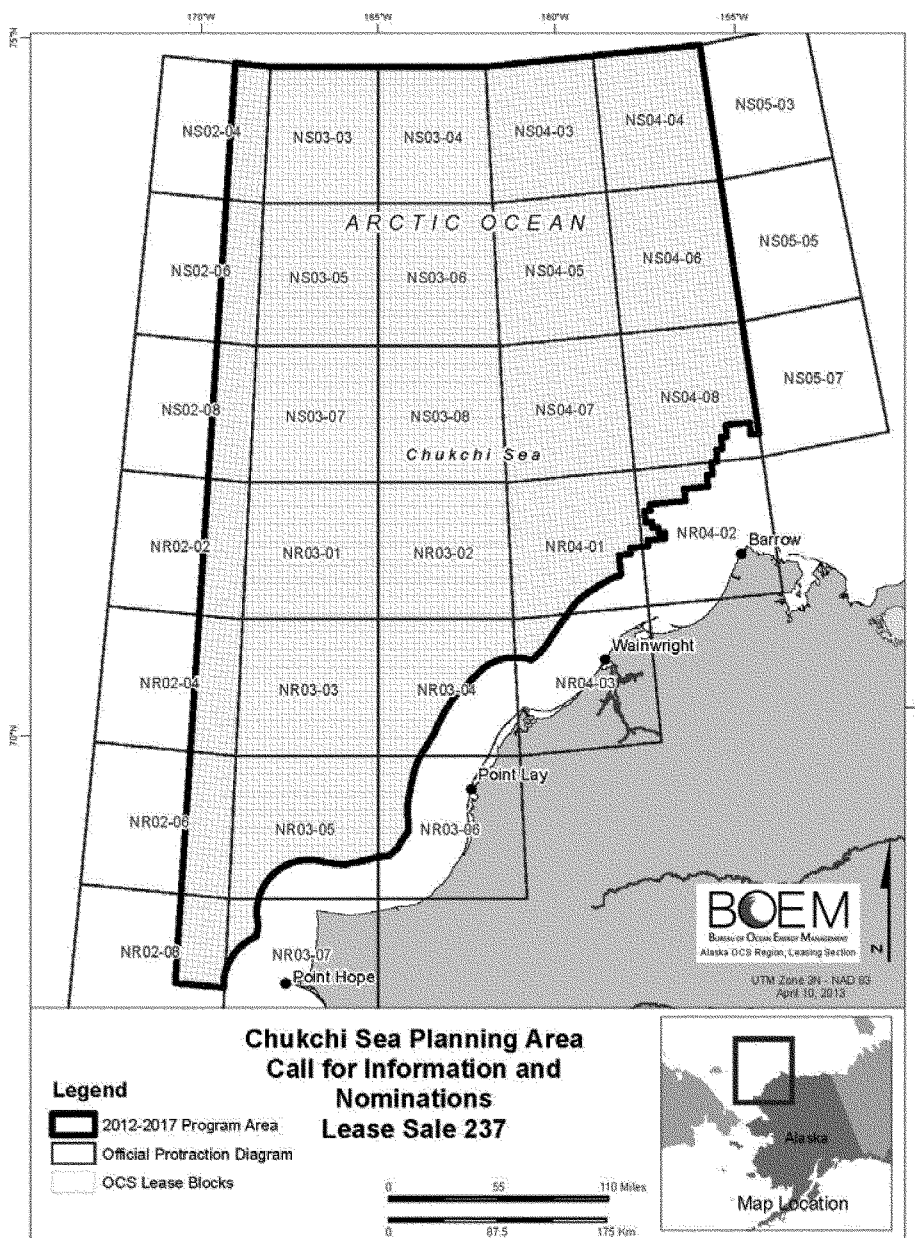 170°W 165°W 160°W 155°W
75°N
NS02-04 NS03-03 NS03-04 NS04-03 NS04-04 NS05-03
ARCTIC OCEAN
NS02-06 NS03-05 NS03-06 NS04-05 NS04-06 NS05-05
NS02-08 NS03-07 NS03-08 NS04-07 NS04-08 NS05-07
Chukchi Sea
NR02-02 NR03-01 NR03-02 NR04-01 NR04-02 Barrow
Wainwright
NR02-04 NR03-03 NR03-04 NR04-03
70°N
Point Lay
NR02-06 NR03-05 NR03-06
NR02-08 NR03-07
Point Hope
BOEM
BUREAU OF OCEAN ENERGY MANAGEMENT
Alaska OCS Region, Leasing Section
N
UTM Zone 3N - NAD 83
April 10, 2013
Chukchi Sea Planning Area
Call for Information and
Nominations
Lease Sale 237
Legend
2012-2017 Program Area
Official Protraction Diagram
OCS Lease Blocks
0 55 110 Miles
0 87.5 175 Km
Alaska
Map Location